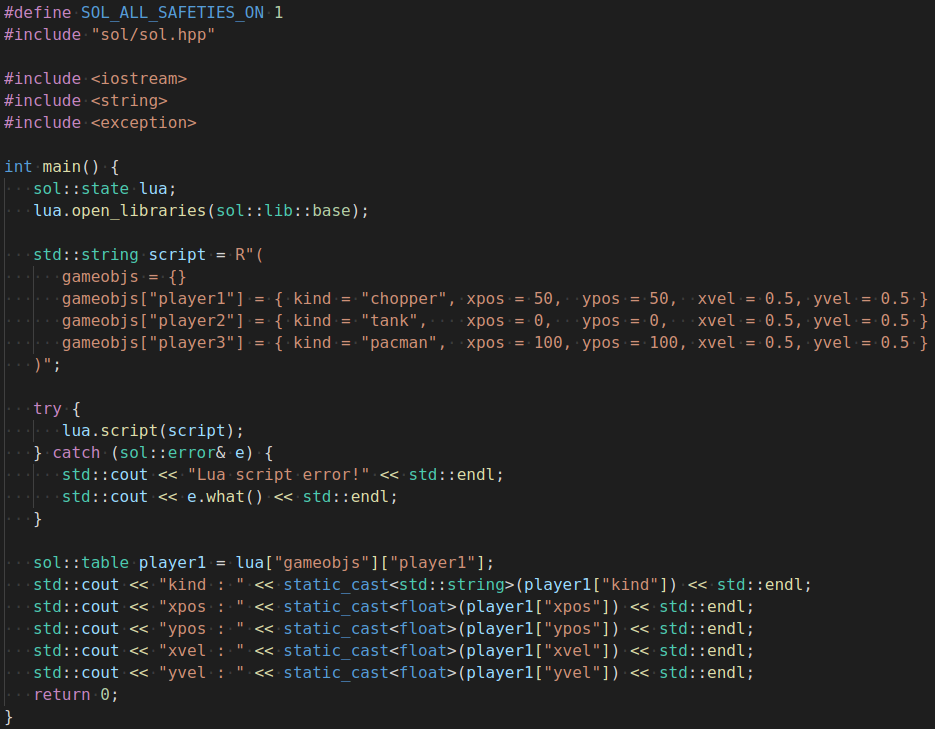 #define SOL_ALL_SAFETIES_ON 1
#include "sol/sol.hpp"

#include <iostream>
#include <string>
#include <exception>

int main() {
   sol::state lua;
   lua.open_libraries(sol::lib::base);

   std::string script = R"(
      gameobjs = {}
      gameobjs["player1"] = { kind = "chopper", xpos = 50,  ypos = 50,  xvel = 0.5, yvel = 0.5 }
      gameobjs["player2"] = { kind = "tank",    xpos = 0,   ypos = 0,   xvel = 0.5, yvel = 0.5 }
      gameobjs["player3"] = { kind = "pacman",  xpos = 100, ypos = 100, xvel = 0.5, yvel = 0.5 }
   )";

   try {
      lua.script(script);
   } catch (sol::error& e) {
      std::cout << "Lua script error!" << std::endl;
      std::cout << e.what() << std::endl;
   }

   sol::table player1 = lua["gameobjs"]["player1"];
   std::cout << "kind : " << static_cast<std::string>(player1["kind"]) << std::endl;
   std::cout << "xpos : " << static_cast<float>(player1["xpos"]) << std::endl;
   std::cout << "ypos : " << static_cast<float>(player1["ypos"]) << std::endl;
   std::cout << "xvel : " << static_cast<float>(player1["xvel"]) << std::endl;
   std::cout << "yvel : " << static_cast<float>(player1["yvel"]) << std::endl;
   return 0;
}